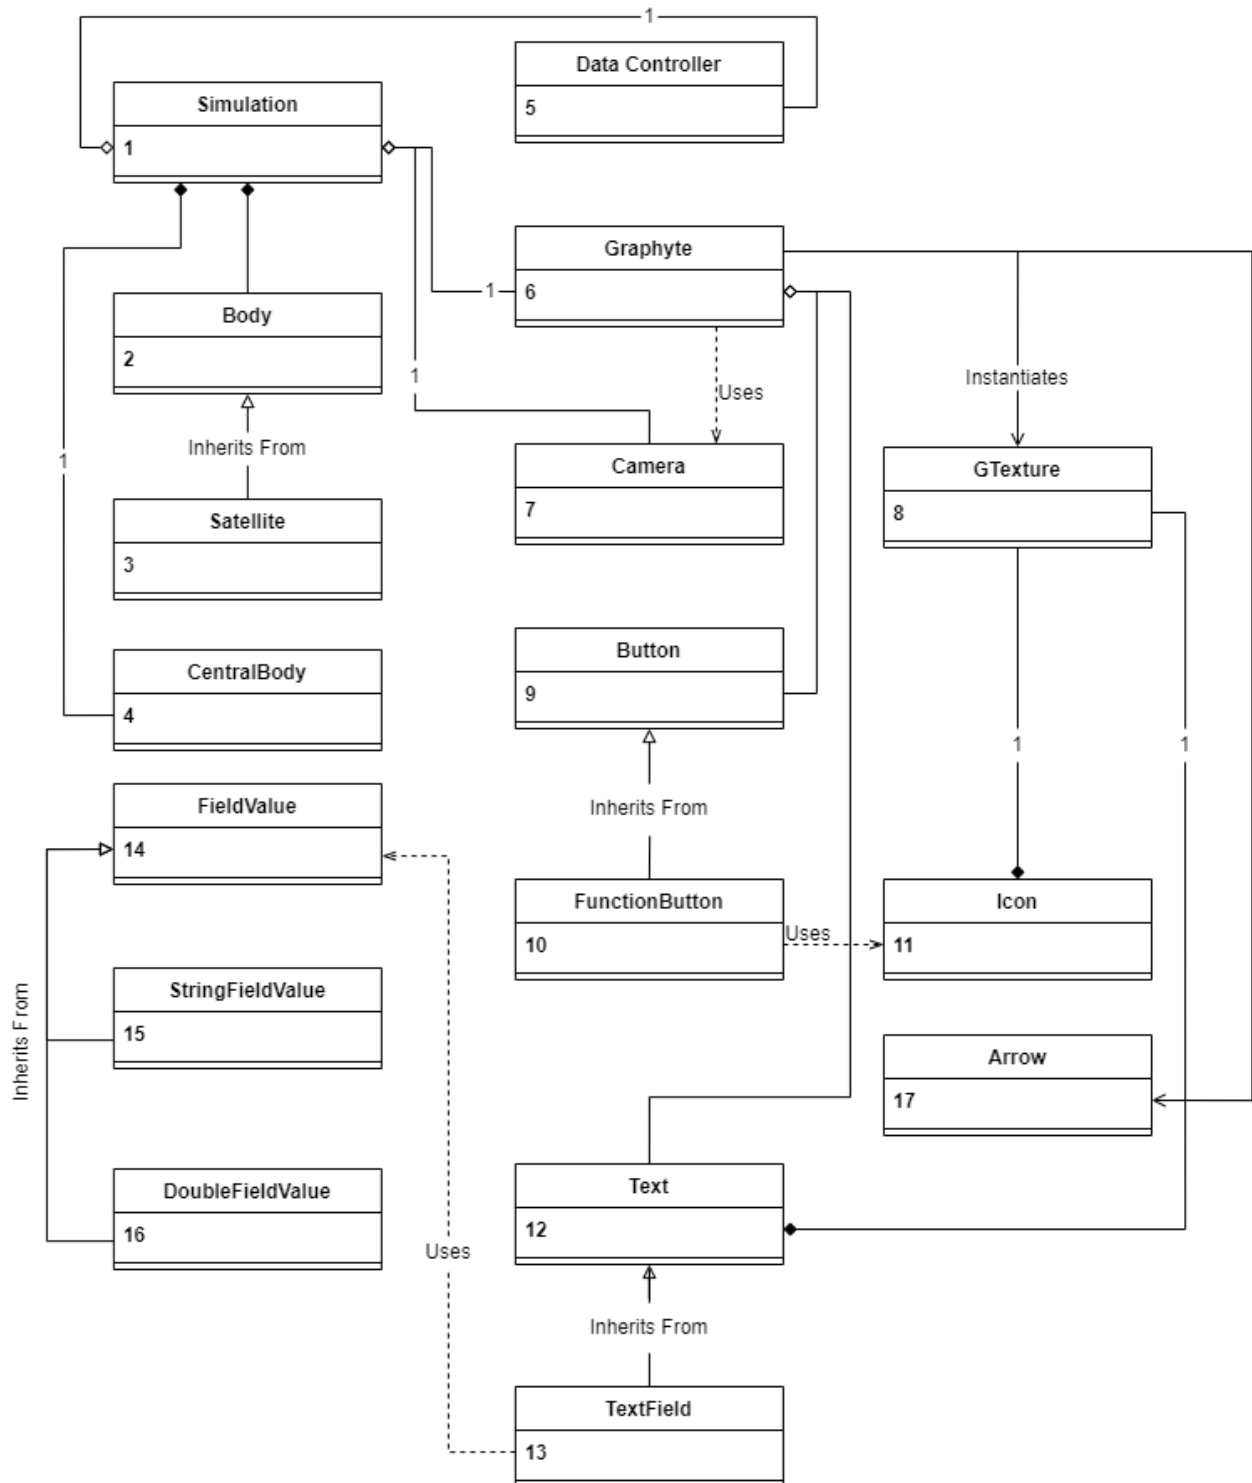 1
Data Controller
5
Simulation
1
Graphyte
6
1
Body
2
Instantiates
1
Uses
Inherits From
1
Camera
7
GTexture
8
Satellite
3
Button
9
CentralBody
4
1
1
FieldValue
14
Inherits From
FunctionButton
10
Uses
Icon
11
StringFieldValue
15
Inherits From
Arrow
17
DoubleFieldValue
16
Text
12
Uses
Inherits From
TextField
13